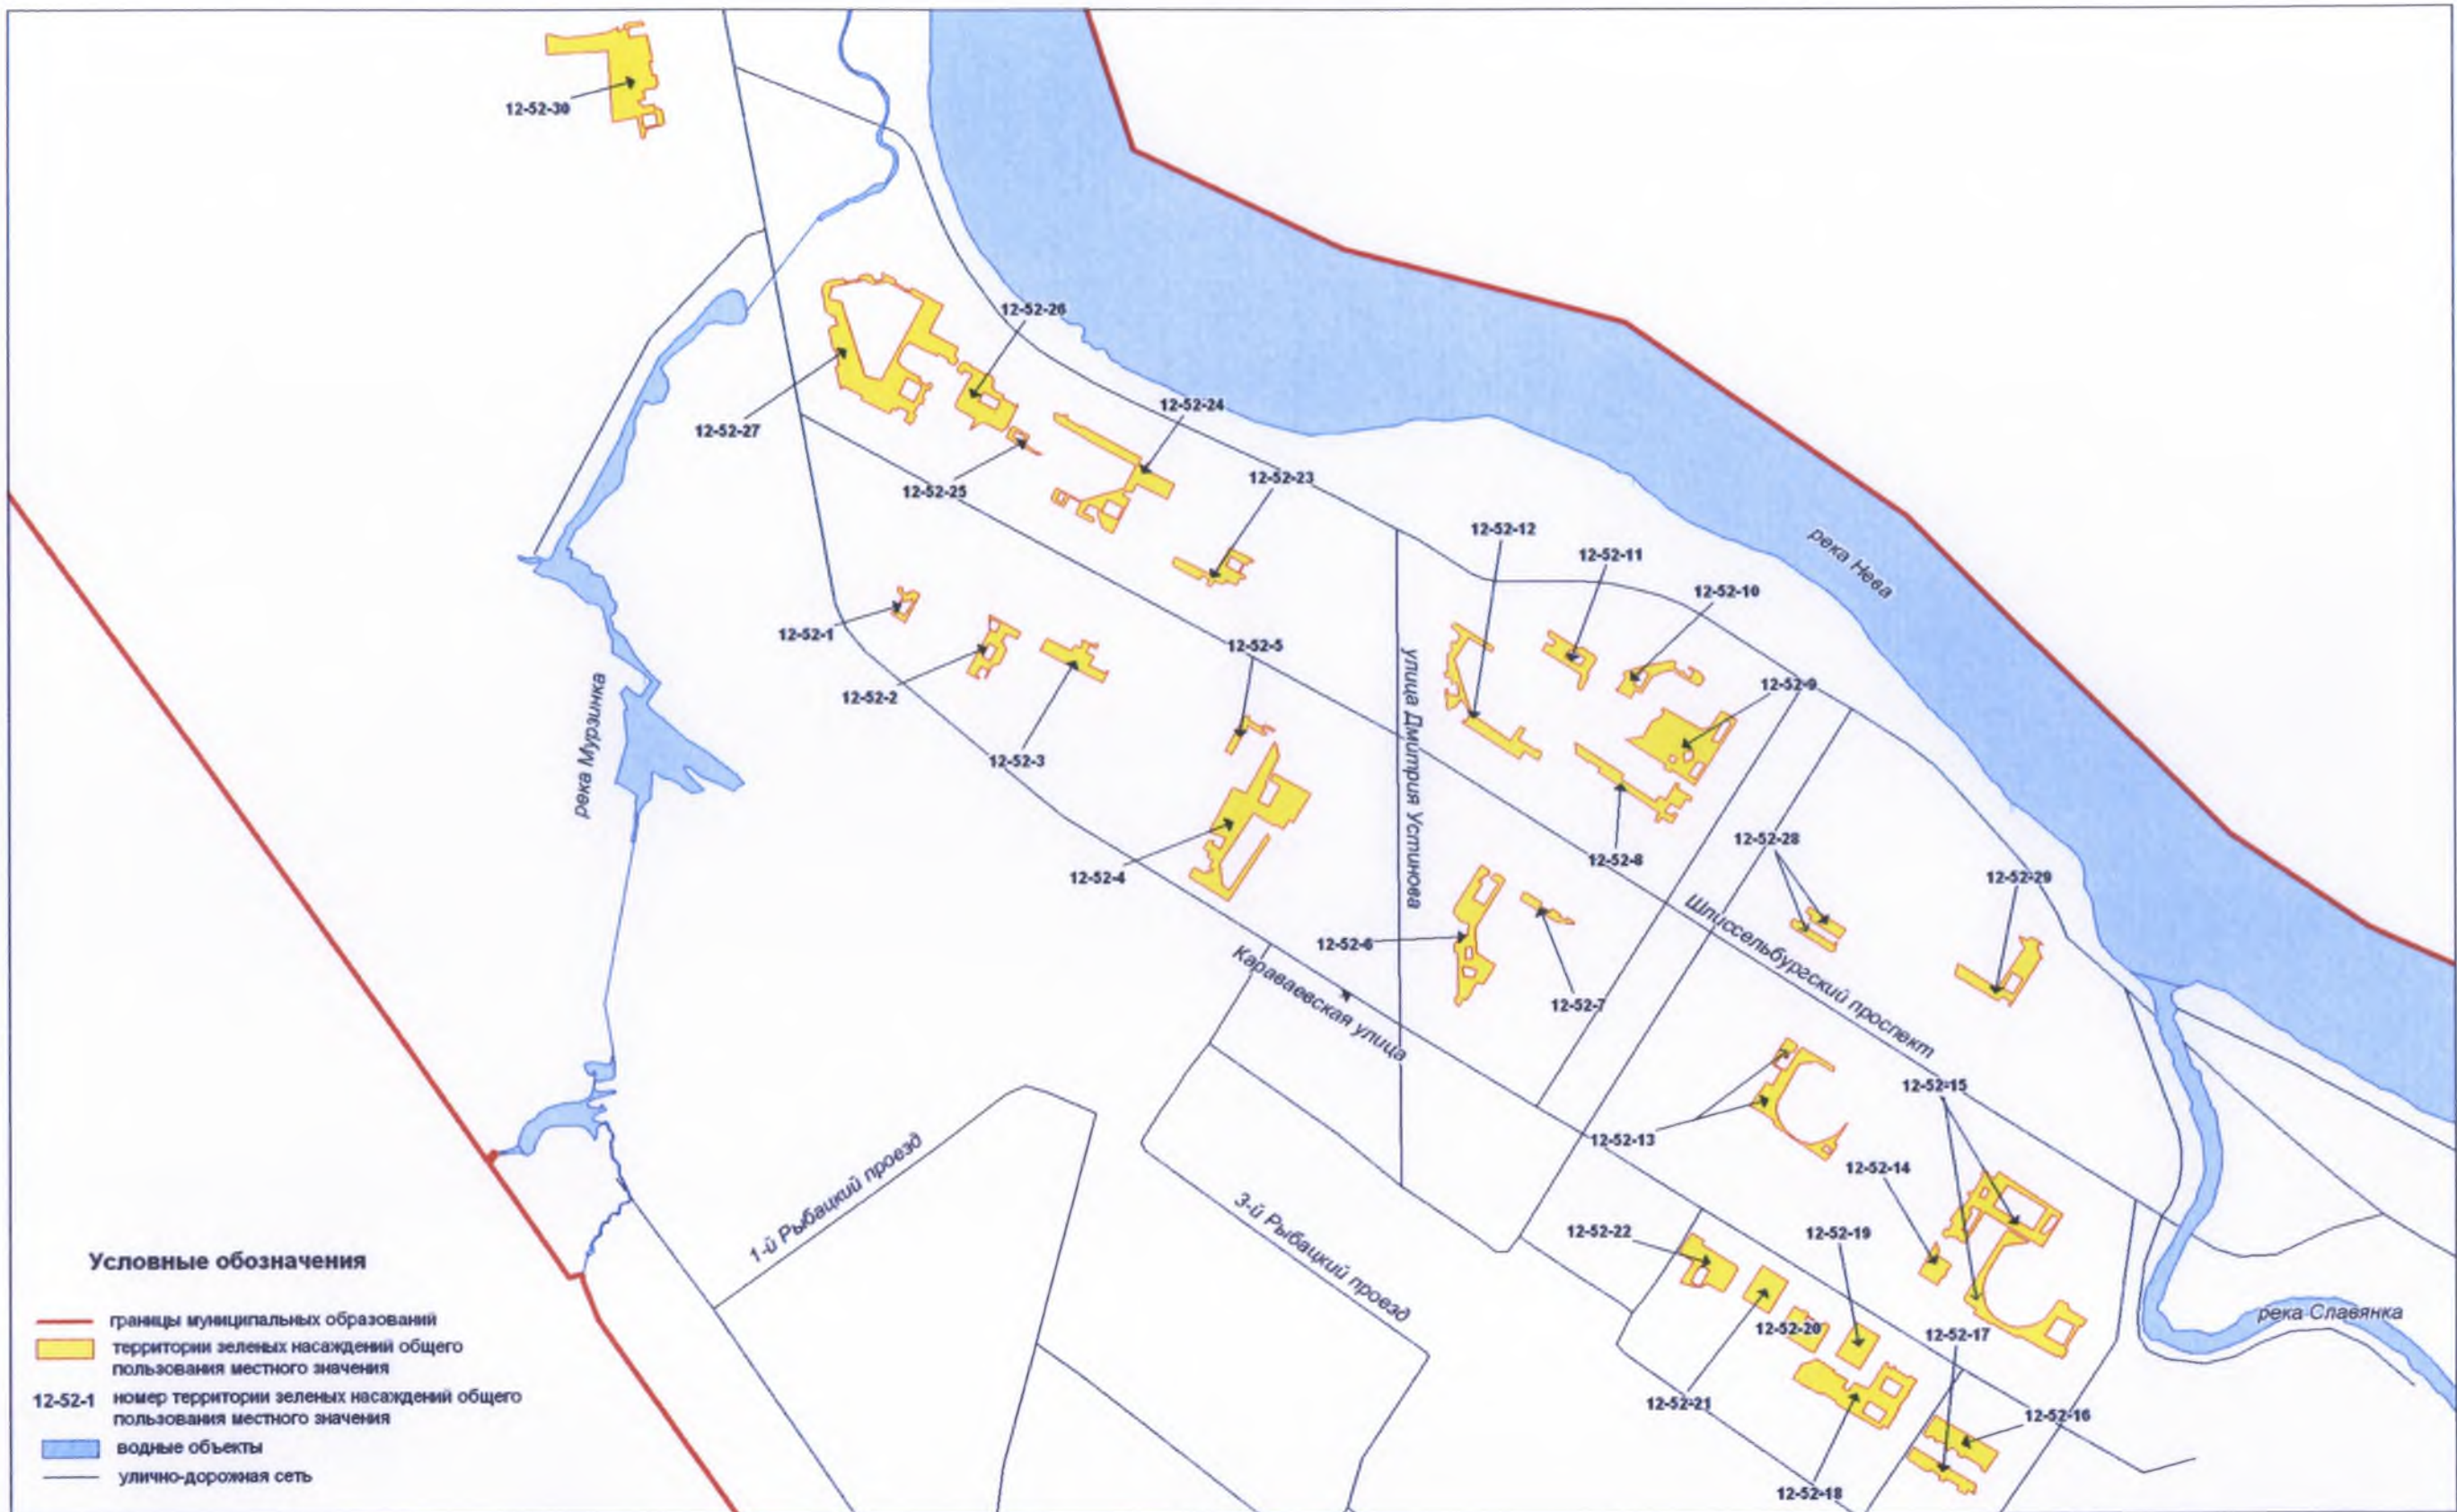 12-52-30
12-52-26
12-52-24
12-52-27
12-52-23
12-52-25
12-52-12
12-52-11
река Нева
12-52-10
12-52-1
12-52-5
12-52-9
12-52-2
река Мурзинка
улица Дмитрия Устинова
12-52-3
12-52-28
12-52-8
12-52-4
12-52-29
12-52-6
Шлиссельбургский проспект
12-52-7
Караваевская улица
12-52-15
12-52-13
12-52-14
1-й Рыбацкий проезд
12-52-22
12-52-19
3-й Рыбацкий проезд
река Славянка
12-52-20
12-52-17
12-52-21
12-52-16
12-52-18
Условные обозначения
границы муниципальных образований
территории зеленых насаждений общего
пользования местного значения
12-52-1 номер территории зеленых насаждений общего
пользования местного значения
водные объекты
улично-дорожная сеть